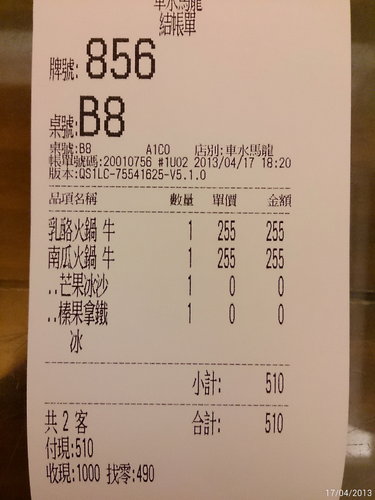 車水馬龍
結帳單
牌號: 856
桌號: B8
桌號:B8 A1C0 店別:車水馬龍
帳單號碼:20010756 #1U02 2013/04/17 18:20
版本:QS1LC-75541625-V5.1.0
品項名稱 數量 單價 金額
乳酪火鍋 牛 1 255 255
南瓜火鍋 牛 1 255 255
..芒果冰沙 1 0 0
..榛果拿鐵 1 0 0
冰
小計: 510
共 2 客 合計: 510
付現:510
收現:1000 找零:490
17/04/2013